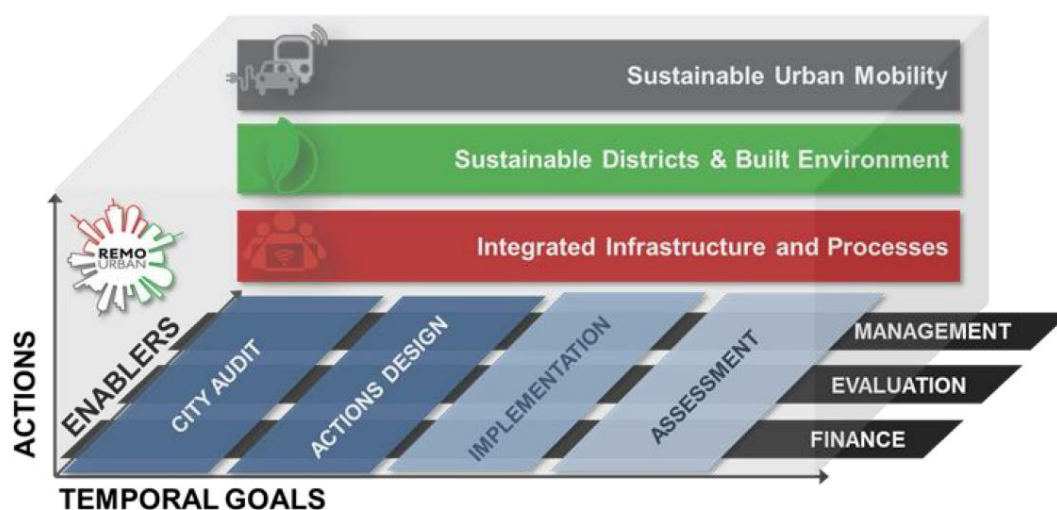 Sustainable Urban Mobility
Sustainable Districts & Built Environment
Integrated Infrastructure and Processes
REMO
URBAN
ACTIONS
ENABLERS
CITY AUDIT
ACTIONS DESIGN
IMPLEMENTATION
ASSESSMENT
MANAGEMENT
EVALUATION
FINANCE
TEMPORAL GOALS